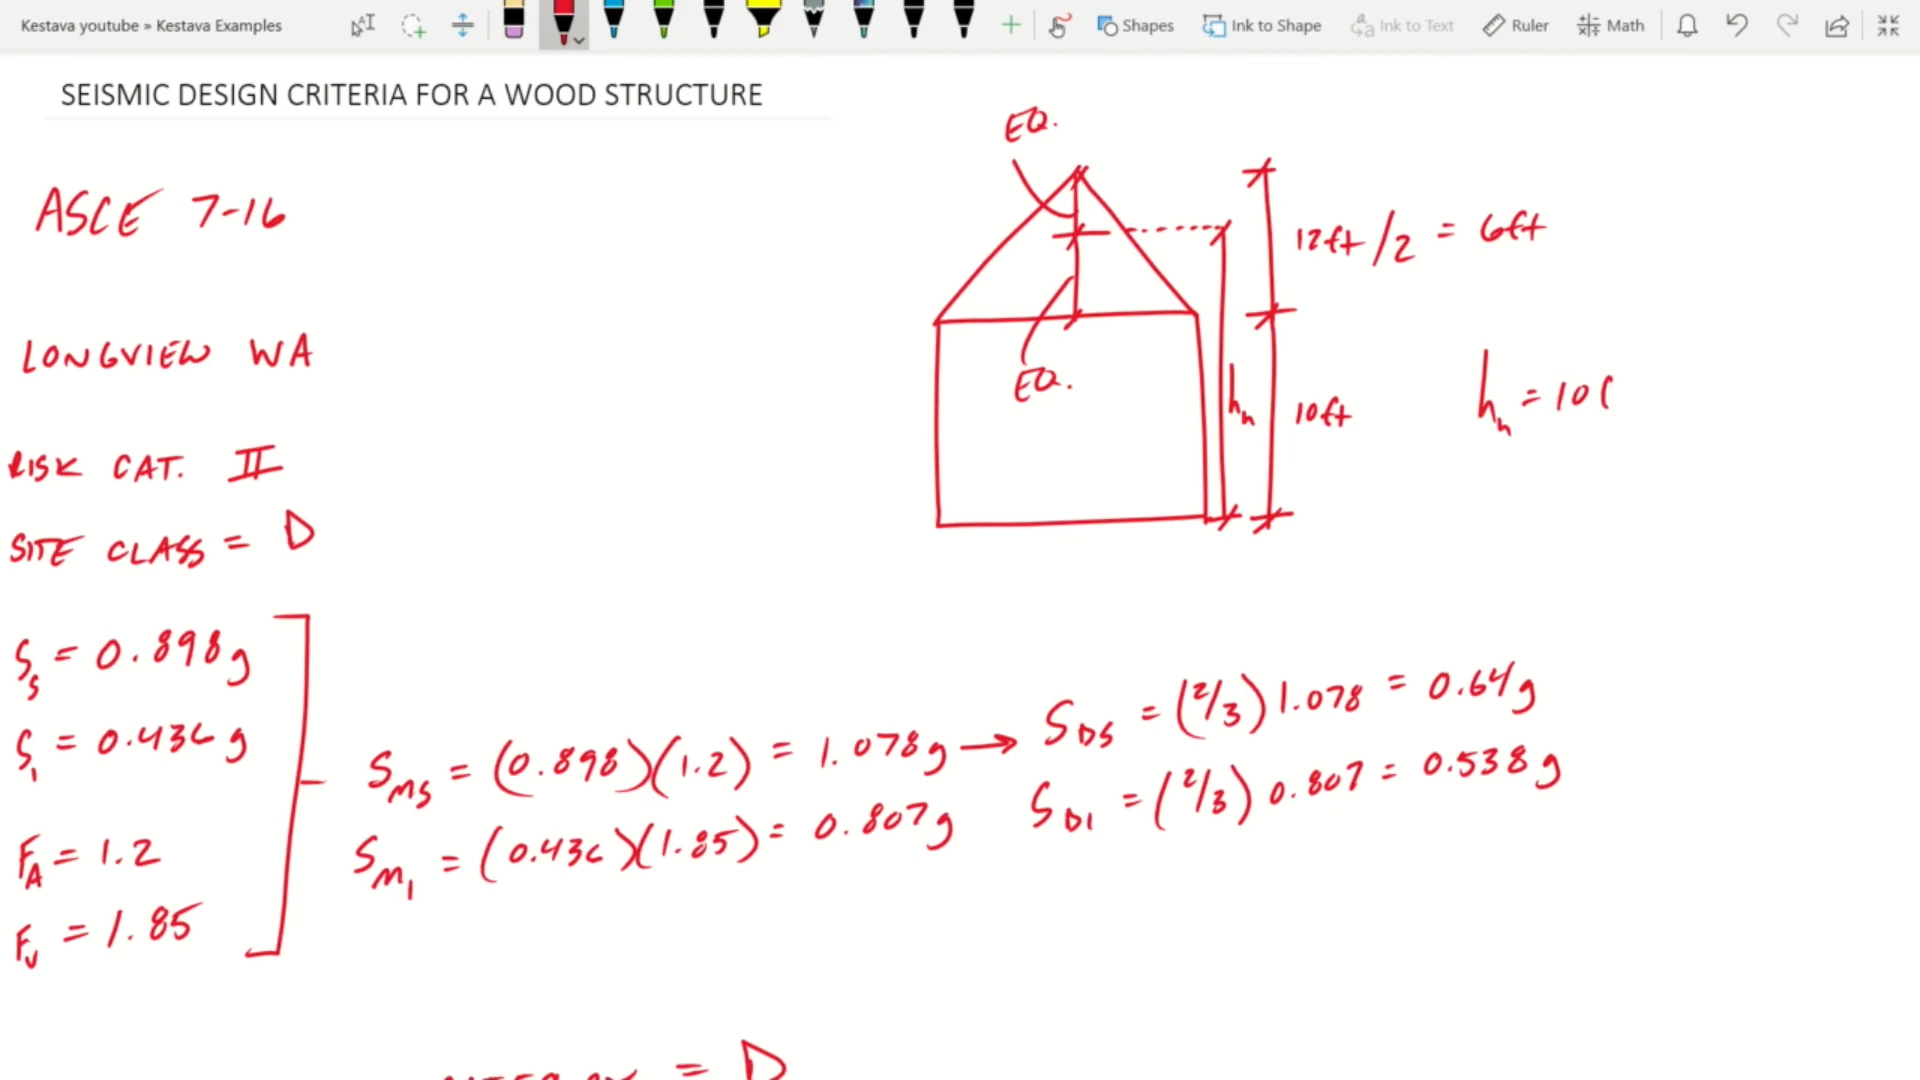 Kestava youtube » Kestava Examples
Shapes
Ink to Shape
Ink to Text
Ruler
Math
SEISMIC DESIGN CRITERIA FOR A WOOD STRUCTURE
ASCE 7-16
LONGVIEW WA
RISK CAT. II
SITE CLASS = D
EQ.
EQ.
hn
12ft/2 = 6ft
10ft
hn = 10(
Ss = 0.898g
S1 = 0.436g
FA = 1.2
Fv = 1.85
SMS = (0.898)(1.2) = 1.078g → SDS = (2/3) 1.078 = 0.64g
SM1 = (0.436)(1.85) = 0.807g SD1 = (2/3) 0.807 = 0.538g
= D